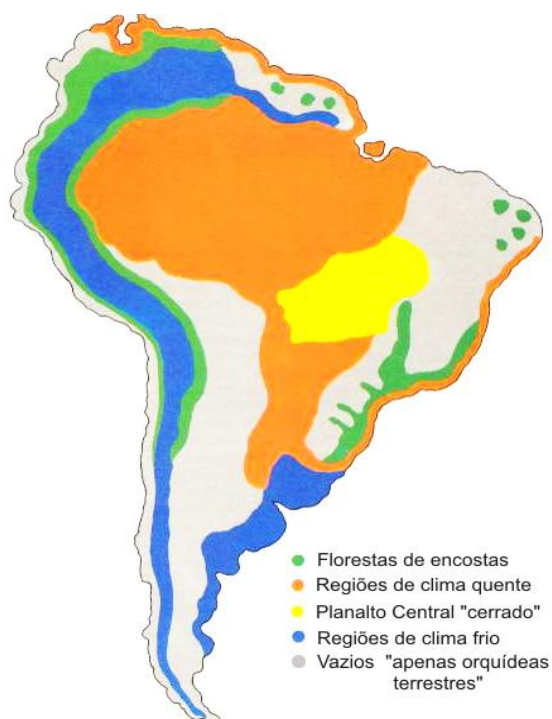 Florestas de encostas
Regiões de clima quente
Planalto Central "cerrado"
Regiões de clima frio
Vazios "apenas orquídeas
terrestres"